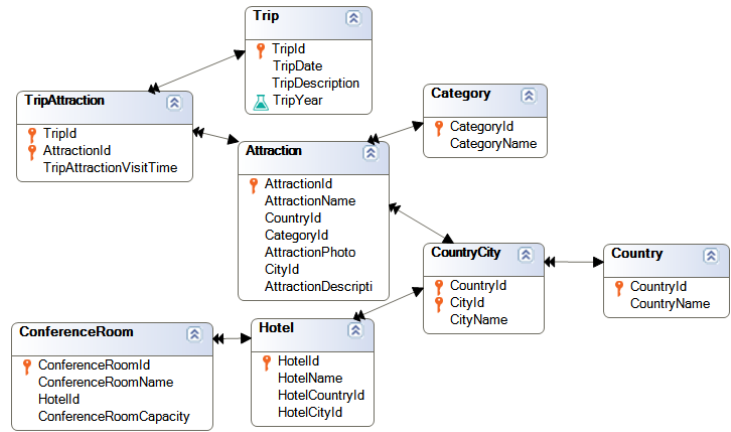 Trip
TripId
TripDate
TripDescription
TripYear
TripAttraction
TripId
AttractionId
TripAttractionVisitTime
Category
CategoryId
CategoryName
Attraction
AttractionId
AttractionName
CountryId
CategoryId
AttractionPhoto
CityId
AttractionDescripti
CountryCity
CountryId
CityId
CityName
Country
CountryId
CountryName
ConferenceRoom
ConferenceRoomId
ConferenceRoomName
HotelId
ConferenceRoomCapacity
Hotel
HotelId
HotelName
HotelCountryId
HotelCityId